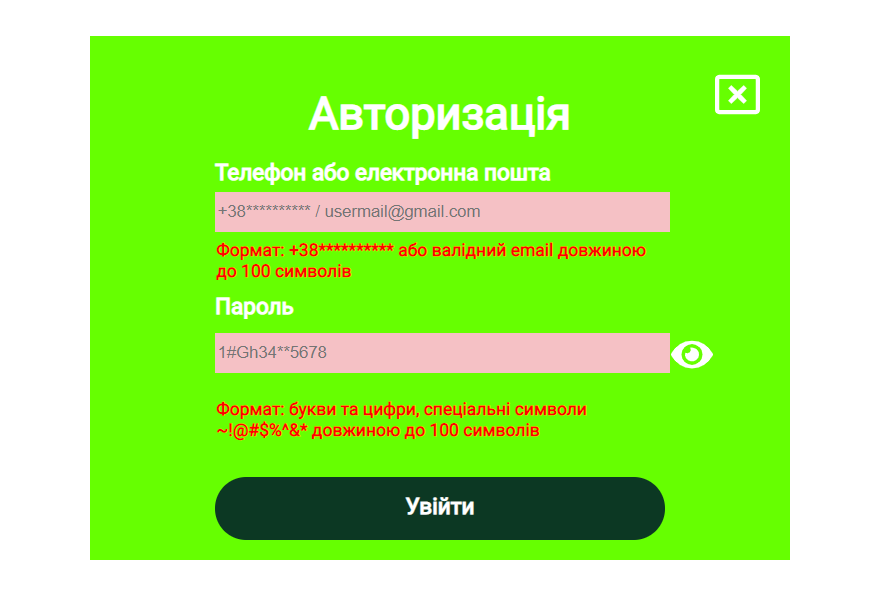 Авторизація
Телефон або електронна пошта
+38********** / usermail@gmail.com
Формат: +38********** або валідний email довжиною
до 100 символів
Пароль
1#Gh34**5678
Формат: букви та цифри, спеціальні символи
~!@#$%^&* довжиною до 100 символів
Увійти